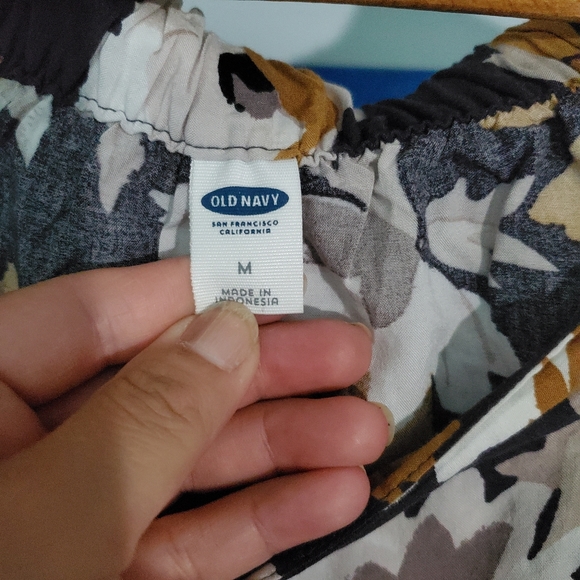 OLD NAVY
SAN FRANCISCO
CALIFORNIA
M
MADE IN
INDONESIA